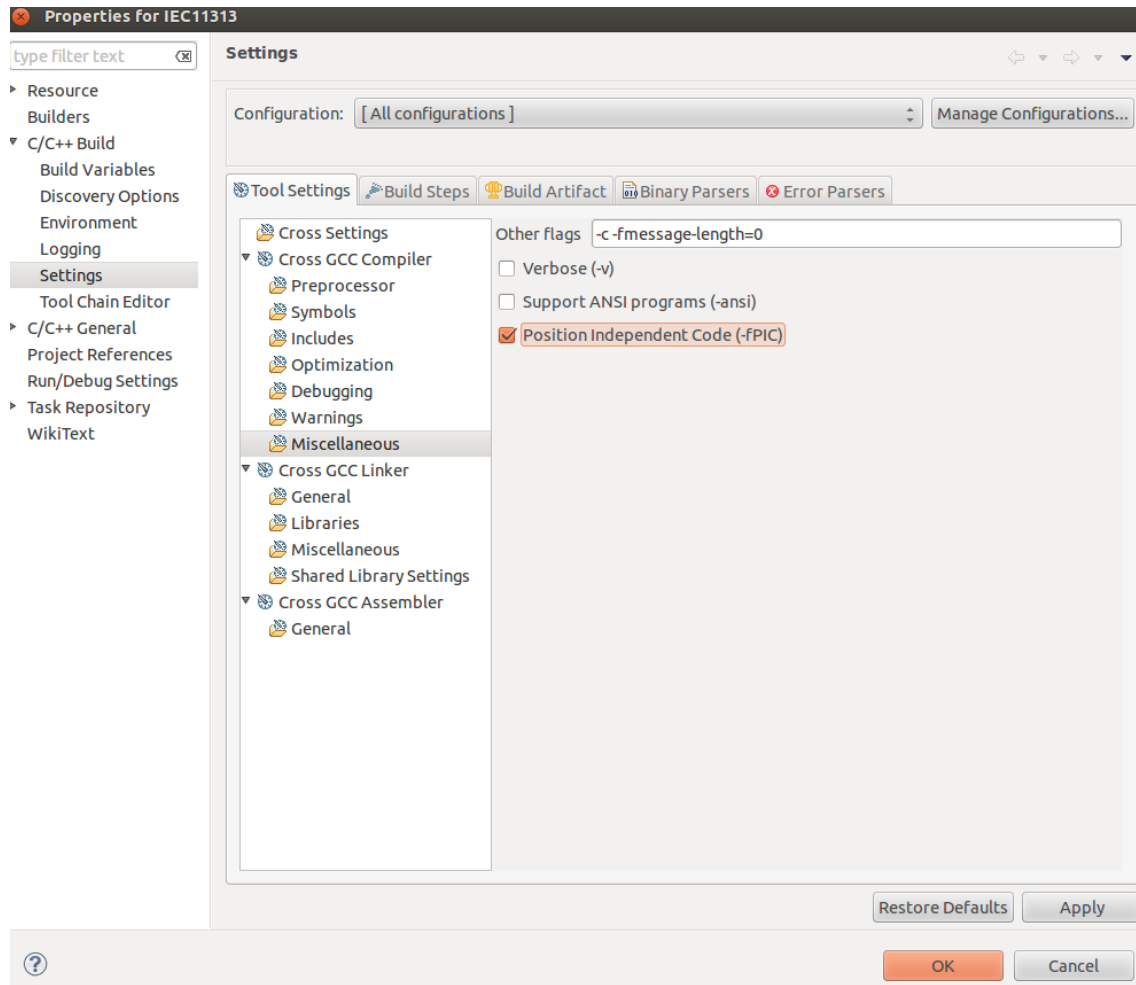 Properties for IEC11313
type filter text
Resource
Builders
C/C++ Build
Build Variables
Discovery Options
Environment
Logging
Settings
Tool Chain Editor
C/C++ General
Project References
Run/Debug Settings
Task Repository
WikiText
Settings
Configuration: [ All configurations ] Manage Configurations...
Tool Settings Build Steps Build Artifact Binary Parsers Error Parsers
Cross Settings
Cross GCC Compiler
Preprocessor
Symbols
Includes
Optimization
Debugging
Warnings
Miscellaneous
Cross GCC Linker
General
Libraries
Miscellaneous
Shared Library Settings
Cross GCC Assembler
General
Other flags -c -fmessage-length=0
Verbose (-v)
Support ANSI programs (-ansi)
Position Independent Code (-fPIC)
Restore Defaults Apply
OK Cancel